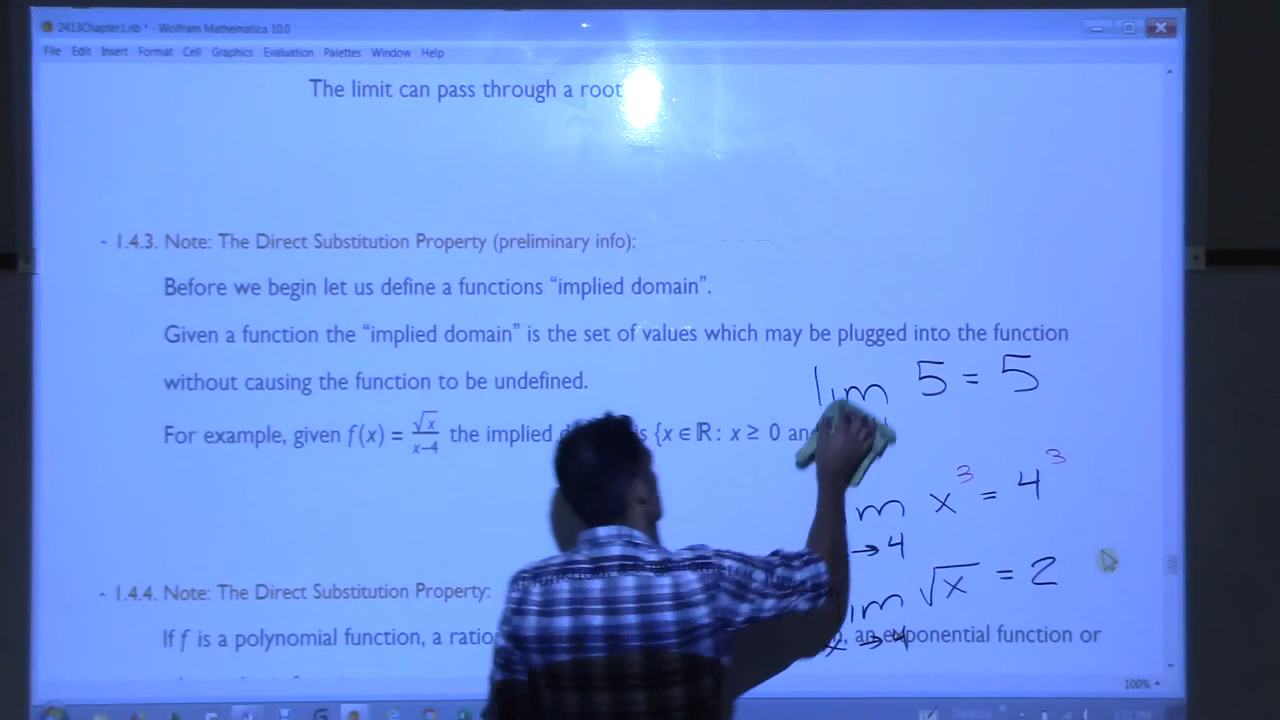 2413Chapter1.nb * - Wolfram Mathematica 10.0
File Edit Insert Format Cell Graphics Evaluation Palettes Window Help
The limit can pass through a root
1.4.3. Note: The Direct Substitution Property (preliminary info):
Before we begin let us define a functions “implied domain”.
Given a function the “implied domain” is the set of values which may be plugged into the function
without causing the function to be undefined.
lim 5 = 5
For example, given f(x) = √x / x−4 the implied {x ∈ ℝ : x ≥ 0
m x³ = 4³
→ 4
1.4.4. Note: The Direct Substitution Property:
lim √x = 2
x → 4
If f is a polynomial function, a an exponential function or
100%